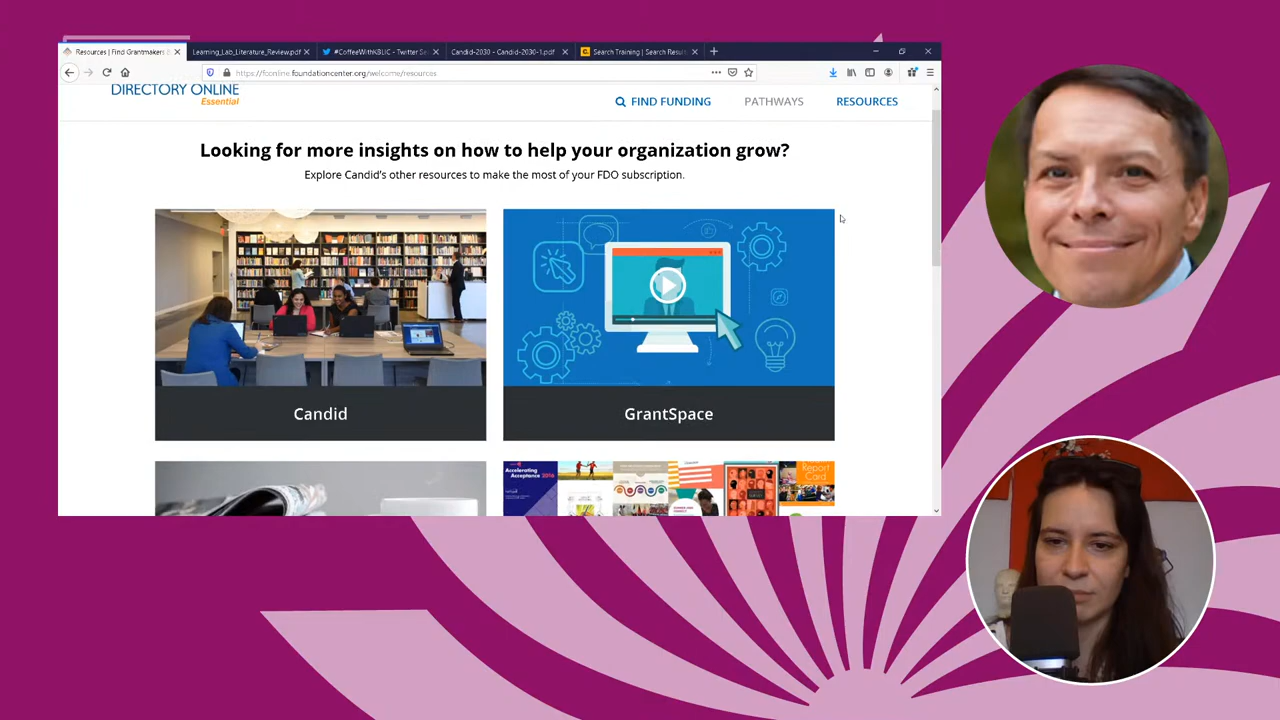 Resources | Find Grantmakers &
Learning_Lab_Literature_Review.pdf
#CoffeeWithKBLIC - Twitter Se
Candid-2030 - Candid-2030-1.pdf
Search Training | Search Resul
https://fconline.foundationcenter.org/welcome/resources
DIRECTORY ONLINE
Essential
FIND FUNDING
PATHWAYS
RESOURCES
Looking for more insights on how to help your organization grow?
Explore Candid's other resources to make the most of your FDO subscription.
Candid
GrantSpace
Accelerating
Acceptance 2016
Report
Card